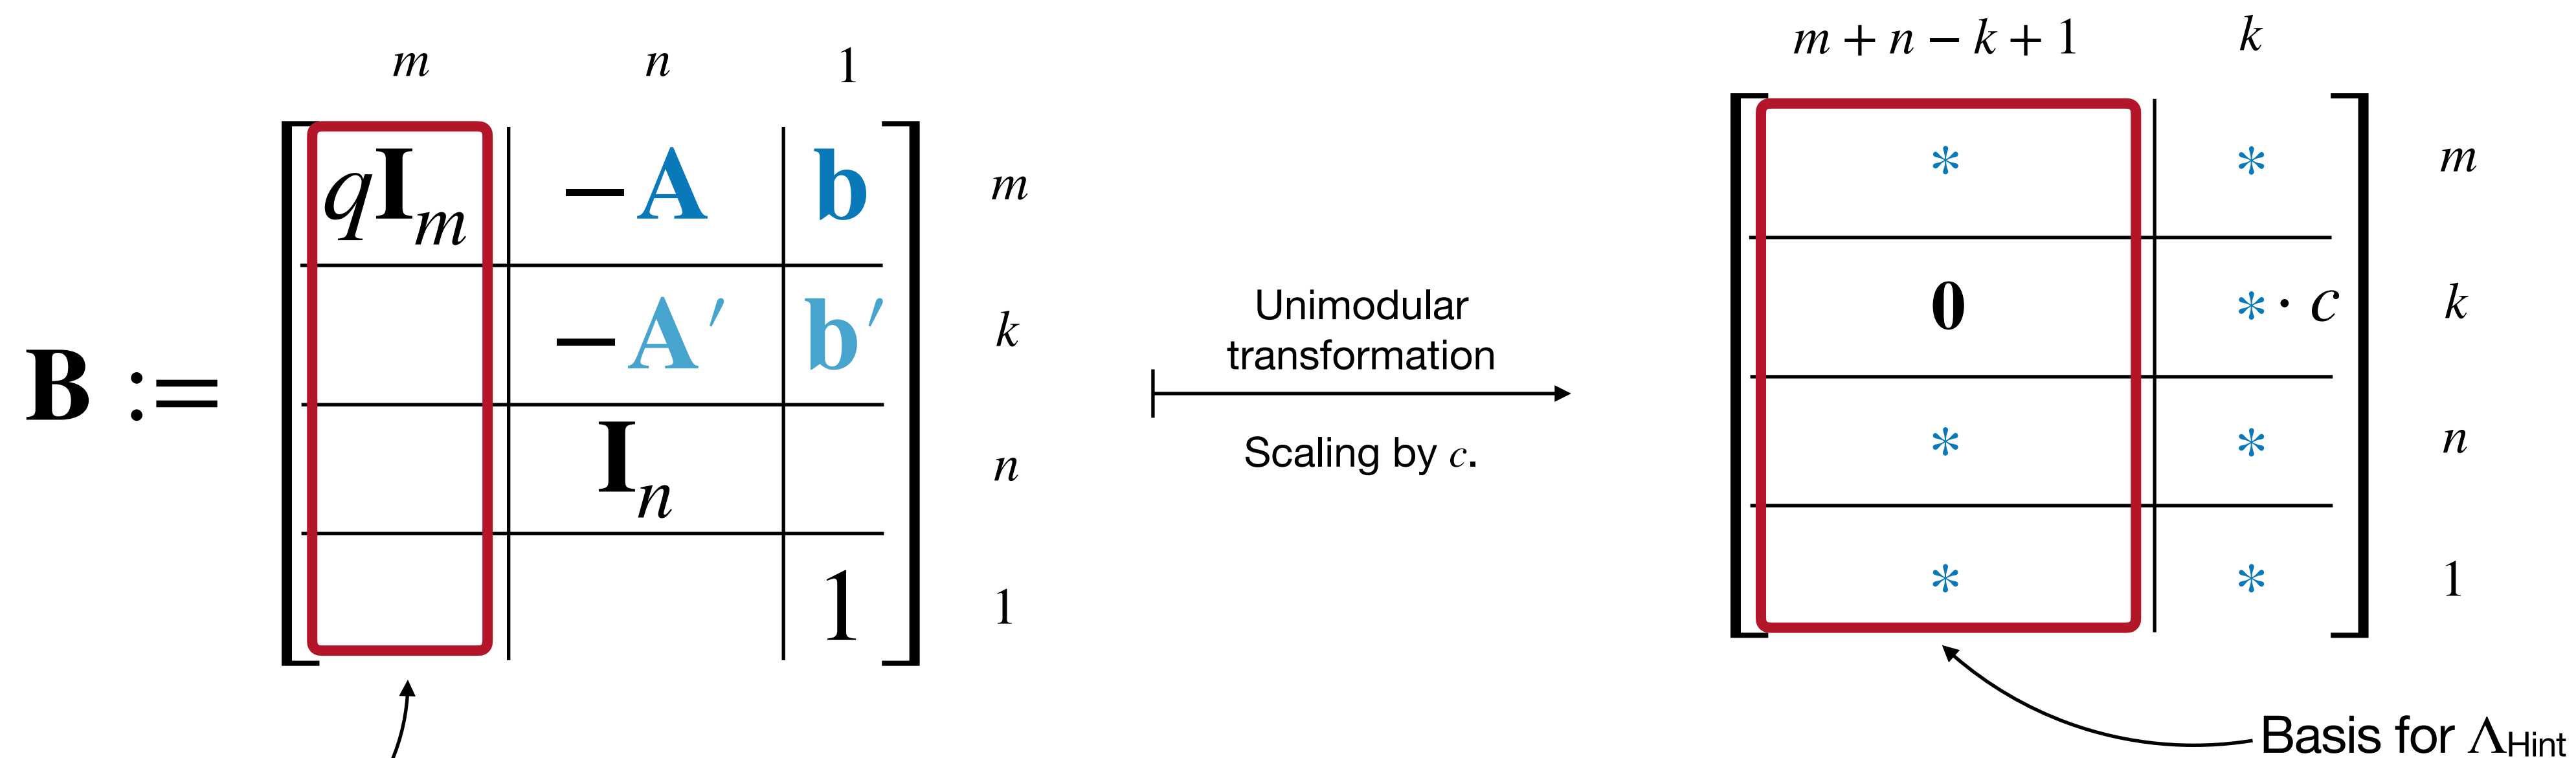 m n 1
m + n − k + 1 k
qI_m −A b m
* * m
−A′ b′ k
0 * · c k
B :=
Unimodular
transformation
Scaling by c.
I_n n
* * n
1 1
* * 1
Basis for Λ_Hint